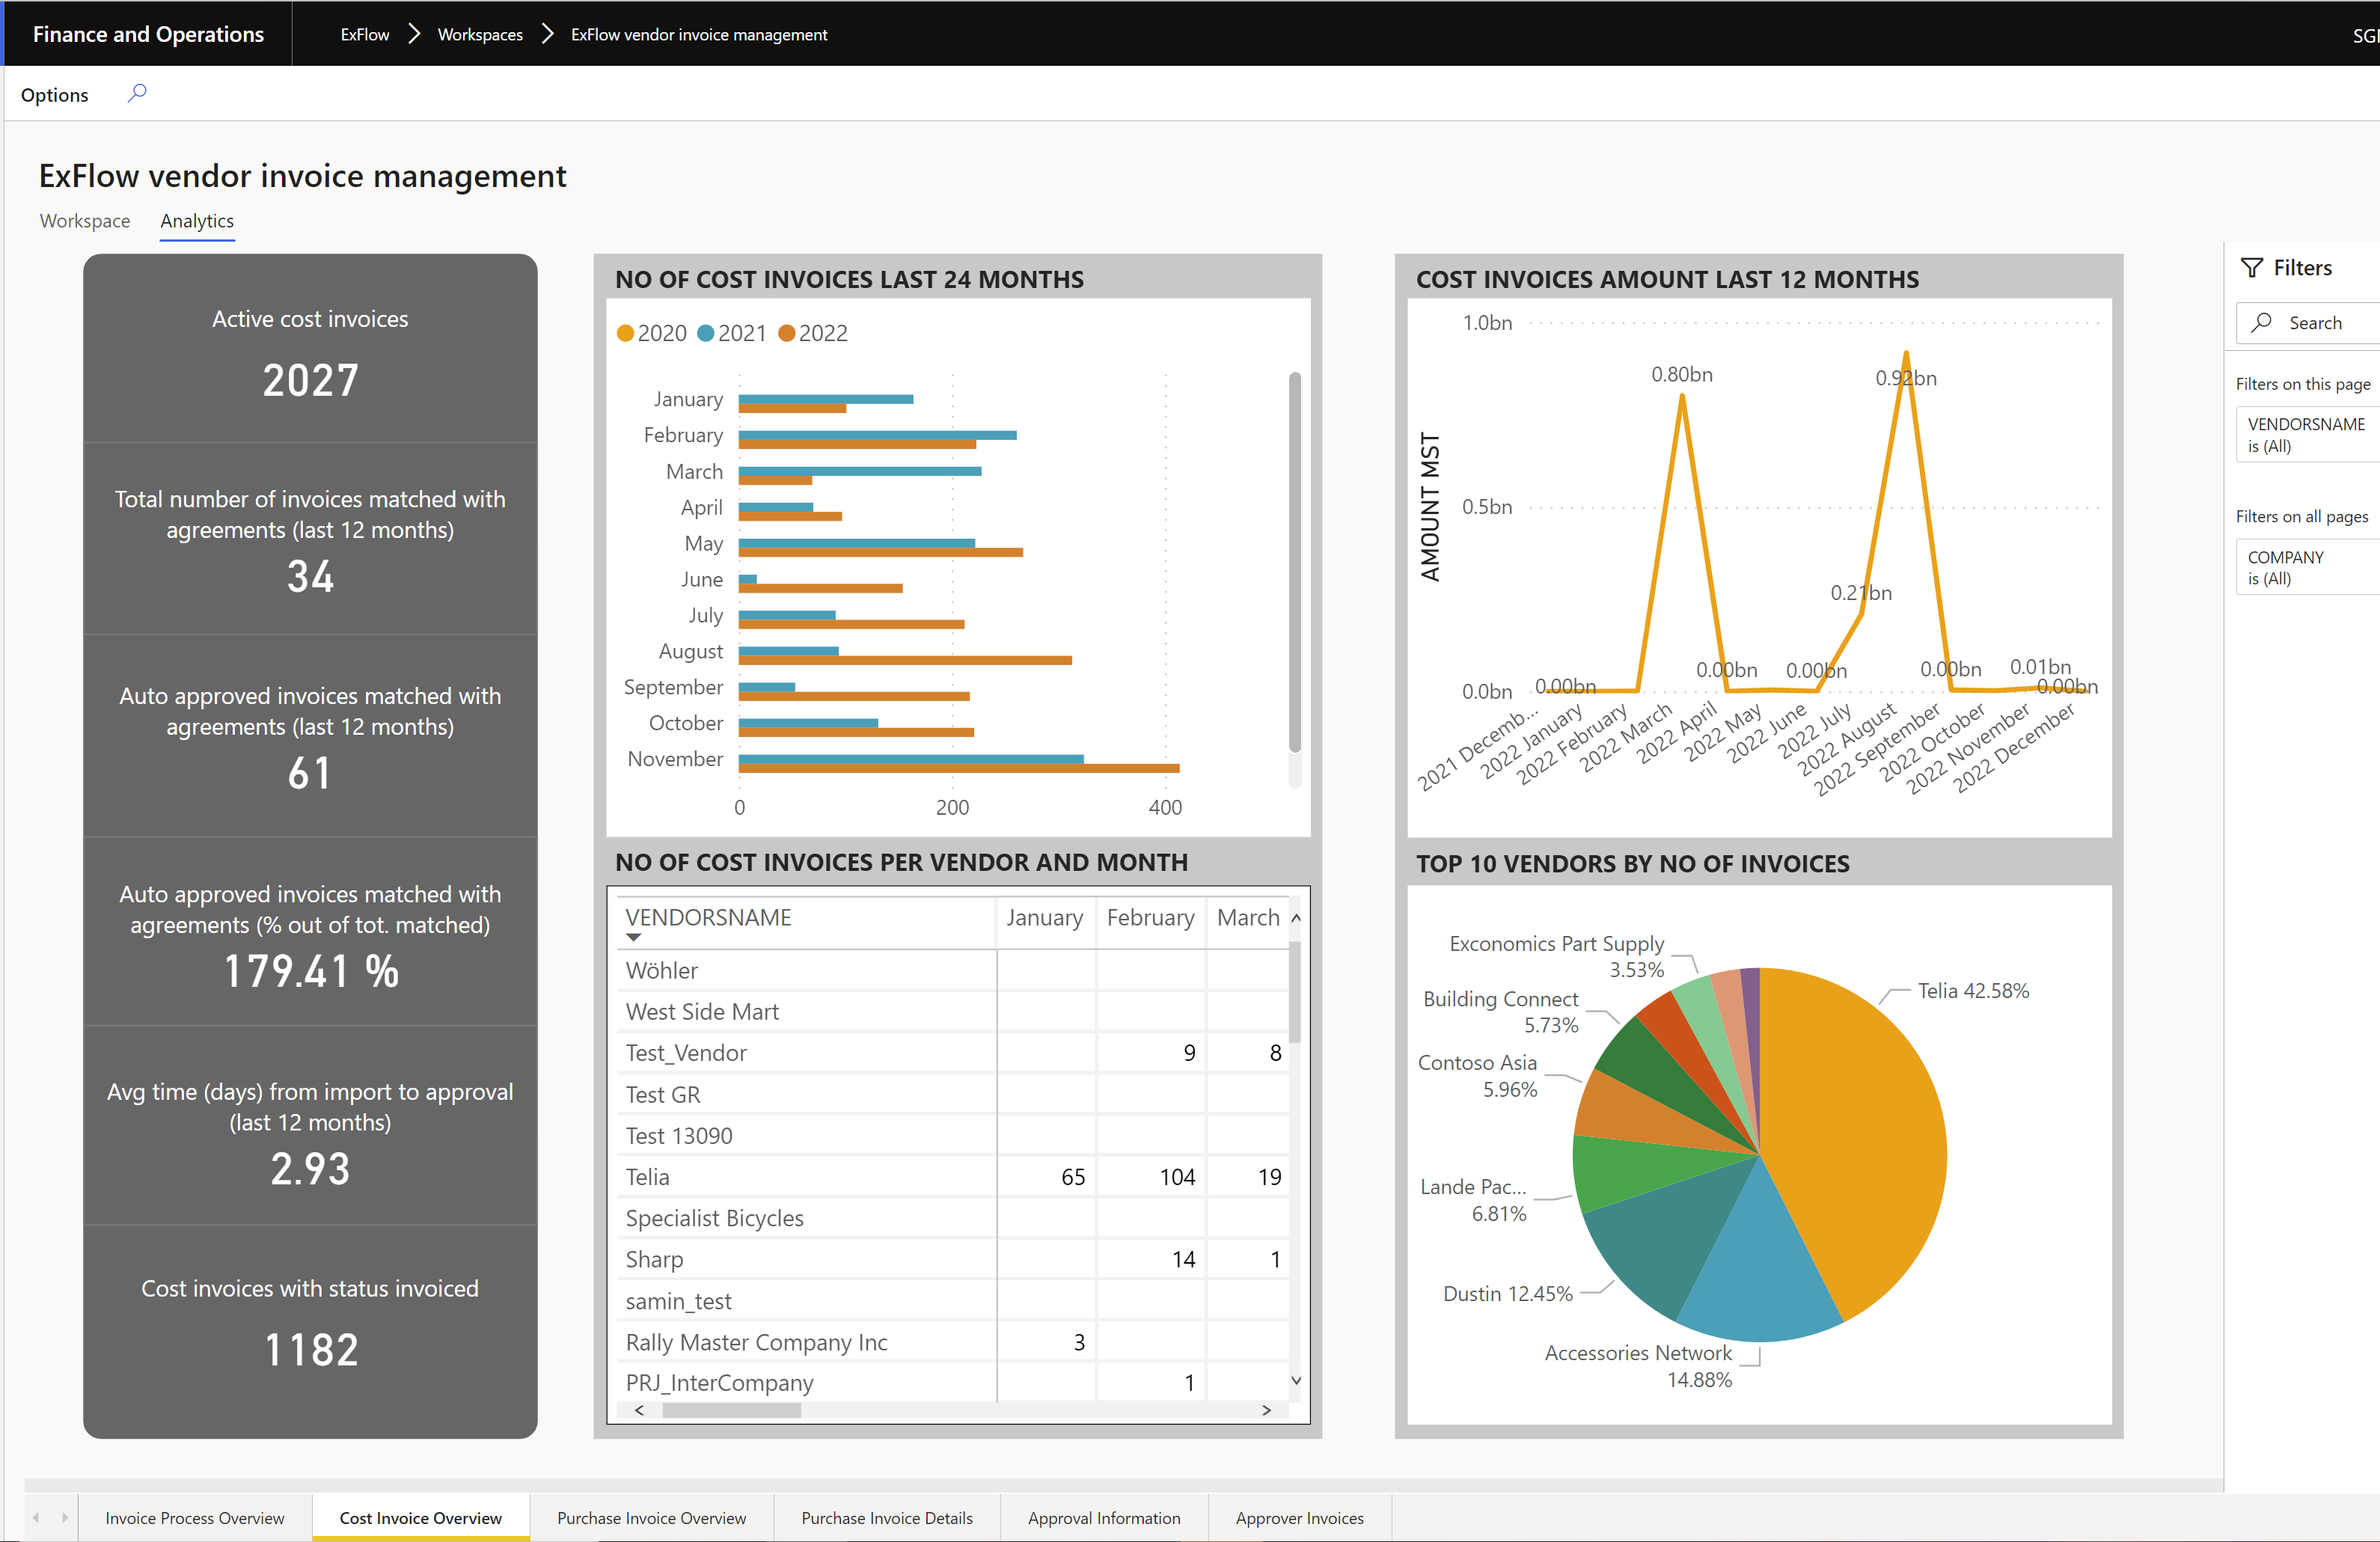 Finance and Operations
ExFlow
Workspaces
ExFlow vendor invoice management
Options
ExFlow vendor invoice management
Workspace
Analytics
Active cost invoices
2027
Total number of invoices matched with
agreements (last 12 months)
34
Auto approved invoices matched with
agreements (last 12 months)
61
Auto approved invoices matched with
agreements (% out of tot. matched)
179.41 %
Avg time (days) from import to approval
(last 12 months)
2.93
Cost invoices with status invoiced
1182
NO OF COST INVOICES LAST 24 MONTHS
2020 2021 2022
January
February
March
April
May
June
July
August
September
October
November
0 200 400
COST INVOICES AMOUNT LAST 12 MONTHS
AMOUNT MST
1.0bn
0.5bn
0.0bn
0.80bn
0.92bn
0.21bn
0.00bn
0.00bn
0.00bn
0.00bn
0.01bn
0.00bn
2021 Decemb...
2022 January
2022 February
2022 March
2022 April
2022 May
2022 June
2022 July
2022 August
2022 September
2022 October
2022 November
2022 December
NO OF COST INVOICES PER VENDOR AND MONTH
VENDORSNAME January February March
Wöhler
West Side Mart
Test_Vendor 9 8
Test GR
Test 13090
Telia 65 104 19
Specialist Bicycles
Sharp 14 1
samin_test
Rally Master Company Inc 3
PRJ_InterCompany 1
TOP 10 VENDORS BY NO OF INVOICES
Exconomics Part Supply
3.53%
Building Connect
5.73%
Contoso Asia
5.96%
Lande Pac...
6.81%
Dustin 12.45%
Accessories Network
14.88%
Telia 42.58%
Filters
Search
Filters on this page
VENDORSNAME
is (All)
Filters on all pages
COMPANY
is (All)
Invoice Process Overview
Cost Invoice Overview
Purchase Invoice Overview
Purchase Invoice Details
Approval Information
Approver Invoices